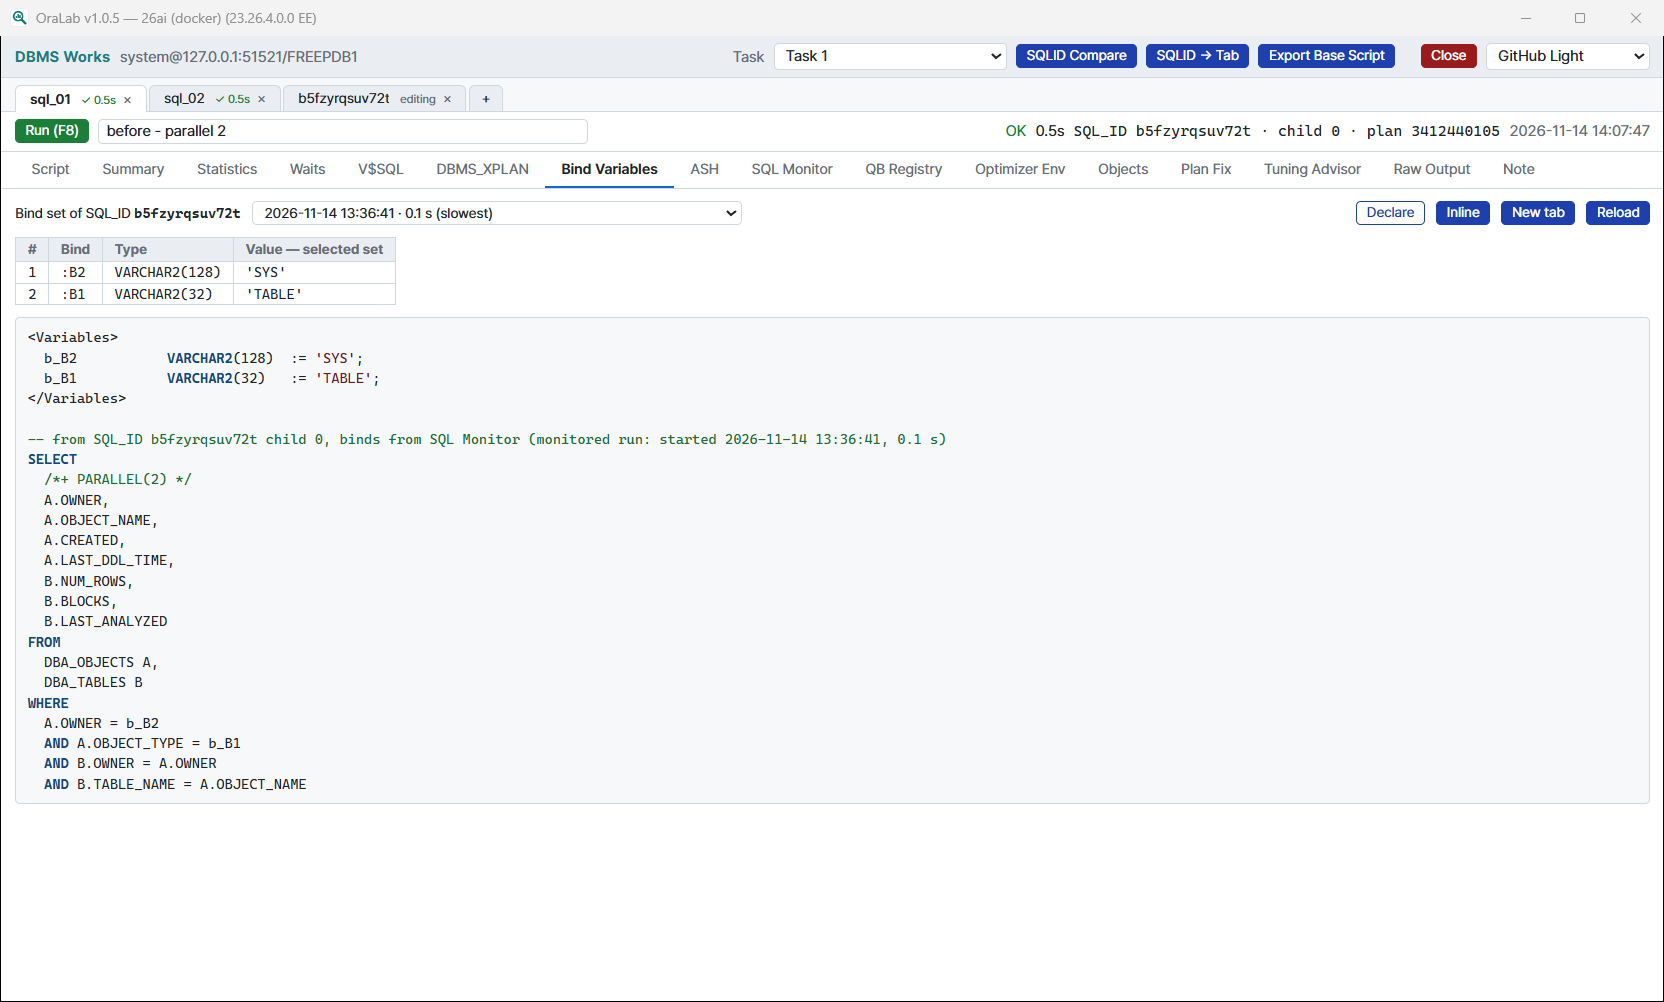 OraLab v1.0.5 — 26ai (docker) (23.26.4.0.0 EE)
DBMS Works system@127.0.0.1:51521/FREEPDB1 Task Task 1 SQLID Compare SQLID → Tab Export Base Script Close GitHub Light
sql_01 ✓ 0.5s × sql_02 ✓ 0.5s × b5fzyrqsuv72t editing × +
Run (F8) before - parallel 2 OK 0.5s SQL_ID b5fzyrqsuv72t · child 0 · plan 3412440105 2026-11-14 14:07:47
Script Summary Statistics Waits V$SQL DBMS_XPLAN Bind Variables ASH SQL Monitor QB Registry Optimizer Env Objects Plan Fix Tuning Advisor Raw Output Note
Bind set of SQL_ID b5fzyrqsuv72t 2026-11-14 13:36:41 · 0.1 s (slowest) Declare Inline New tab Reload
# Bind Type Value — selected set
1 :B2 VARCHAR2(128) 'SYS'
2 :B1 VARCHAR2(32) 'TABLE'
<Variables>
b_B2 VARCHAR2(128) := 'SYS';
b_B1 VARCHAR2(32) := 'TABLE';
</Variables>
-- from SQL_ID b5fzyrqsuv72t child 0, binds from SQL Monitor (monitored run: started 2026-11-14 13:36:41, 0.1 s)
SELECT
/*+ PARALLEL(2) */
A.OWNER,
A.OBJECT_NAME,
A.CREATED,
A.LAST_DDL_TIME,
B.NUM_ROWS,
B.BLOCKS,
B.LAST_ANALYZED
FROM
DBA_OBJECTS A,
DBA_TABLES B
WHERE
A.OWNER = b_B2
AND A.OBJECT_TYPE = b_B1
AND B.OWNER = A.OWNER
AND B.TABLE_NAME = A.OBJECT_NAME